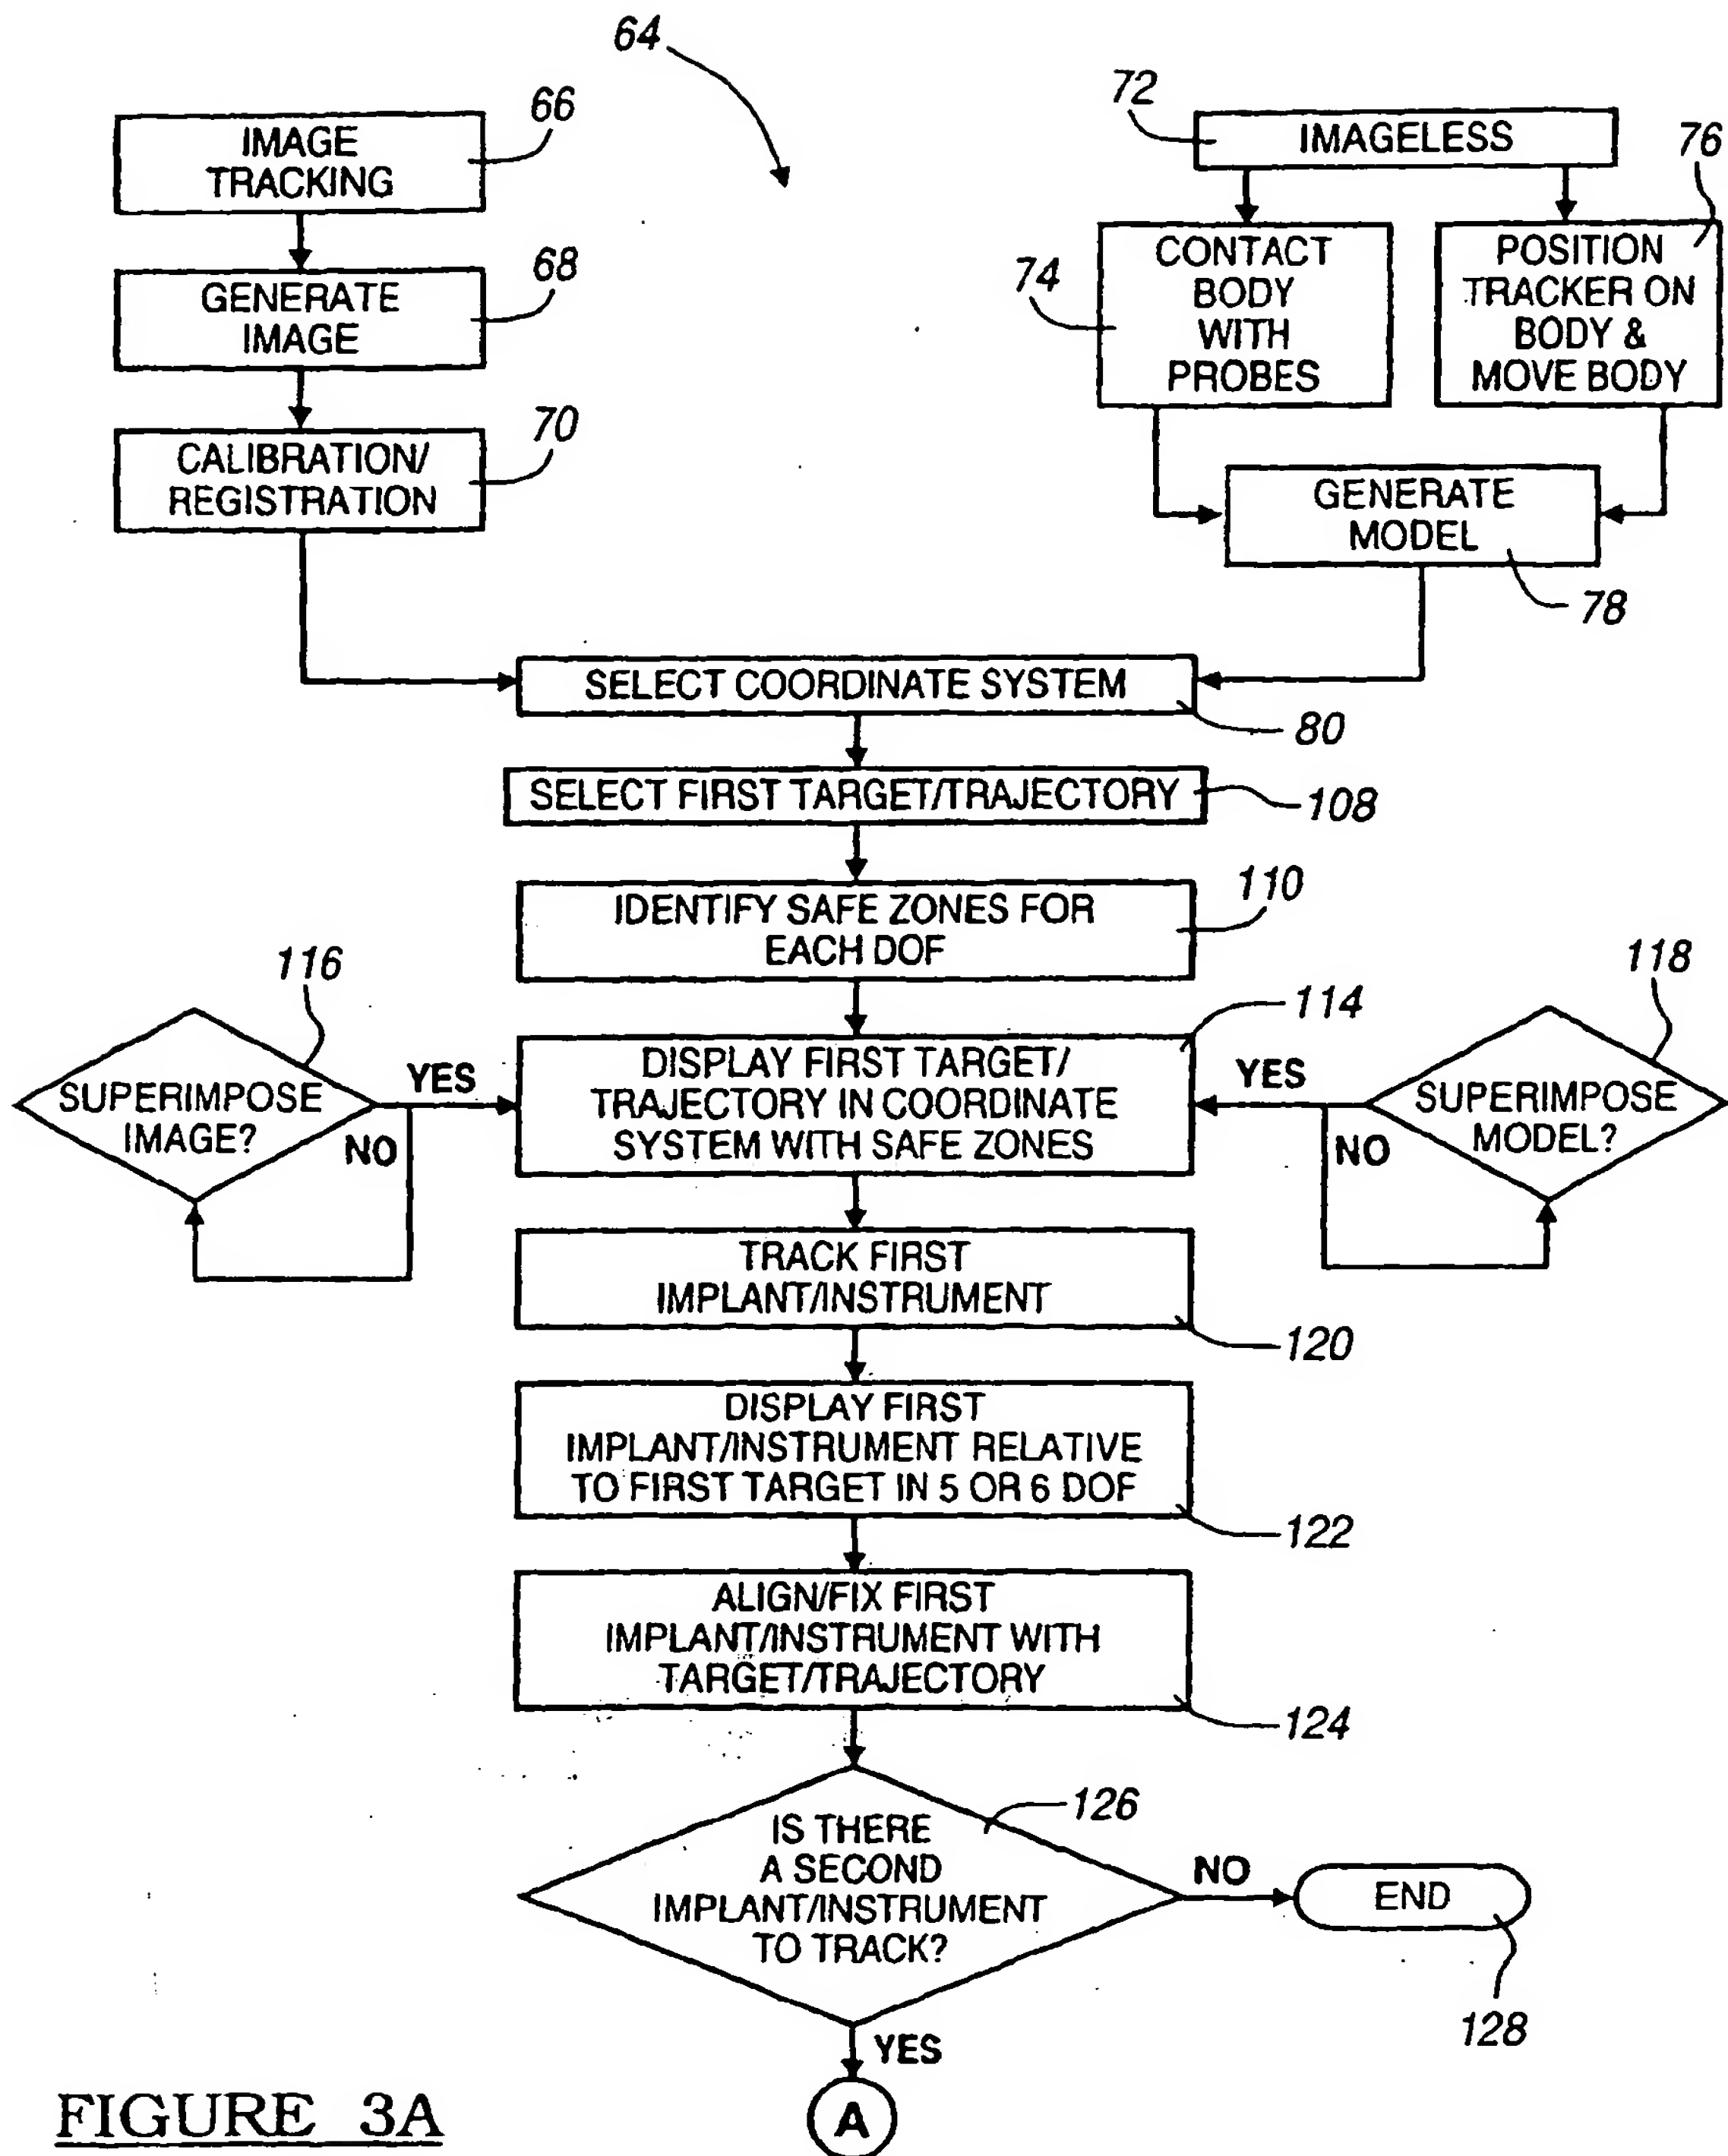 64
66
IMAGE
TRACKING
68
GENERATE
IMAGE
70
CALIBRATION/
REGISTRATION
72
IMAGELESS
76
74
CONTACT
BODY
WITH
PROBES
POSITION
TRACKER ON
BODY &
MOVE BODY
GENERATE
MODEL
78
SELECT COORDINATE SYSTEM
80
SELECT FIRST TARGET/TRAJECTORY
108
IDENTIFY SAFE ZONES FOR
EACH DOF
110
116
SUPERIMPOSE
IMAGE?
YES
NO
114
DISPLAY FIRST TARGET/
TRAJECTORY IN COORDINATE
SYSTEM WITH SAFE ZONES
118
YES
NO
SUPERIMPOSE
MODEL?
TRACK FIRST
IMPLANT/INSTRUMENT
120
DISPLAY FIRST
IMPLANT/INSTRUMENT RELATIVE
TO FIRST TARGET IN 5 OR 6 DOF
122
ALIGN/FIX FIRST
IMPLANT/INSTRUMENT WITH
TARGET/TRAJECTORY
124
126
IS THERE
A SECOND
IMPLANT/INSTRUMENT
TO TRACK?
NO
END
128
YES
A
FIGURE 3A